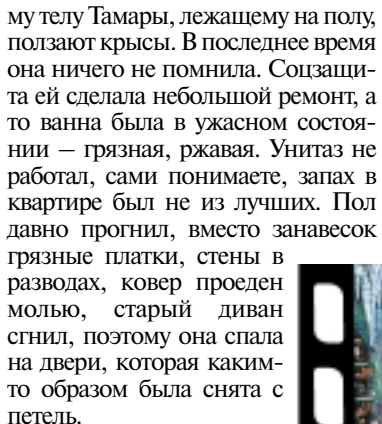 му телу Тамары, лежащему на полу,
ползают крысы. В последнее время
она ничего не помнила. Соцзащи-
та ей сделала небольшой ремонт, а
то ванна была в ужасном состоя-
нии – грязная, ржавая. Унитаз не
работал, сами понимаете, запах в
квартире был не из лучших. Пол
давно прогнил, вместо занавесок
грязные платки, стены в
разводах, ковер проеден
молью, старый диван
сгнил, поэтому она спала
на двери, которая каким-
то образом была снята с
петель.